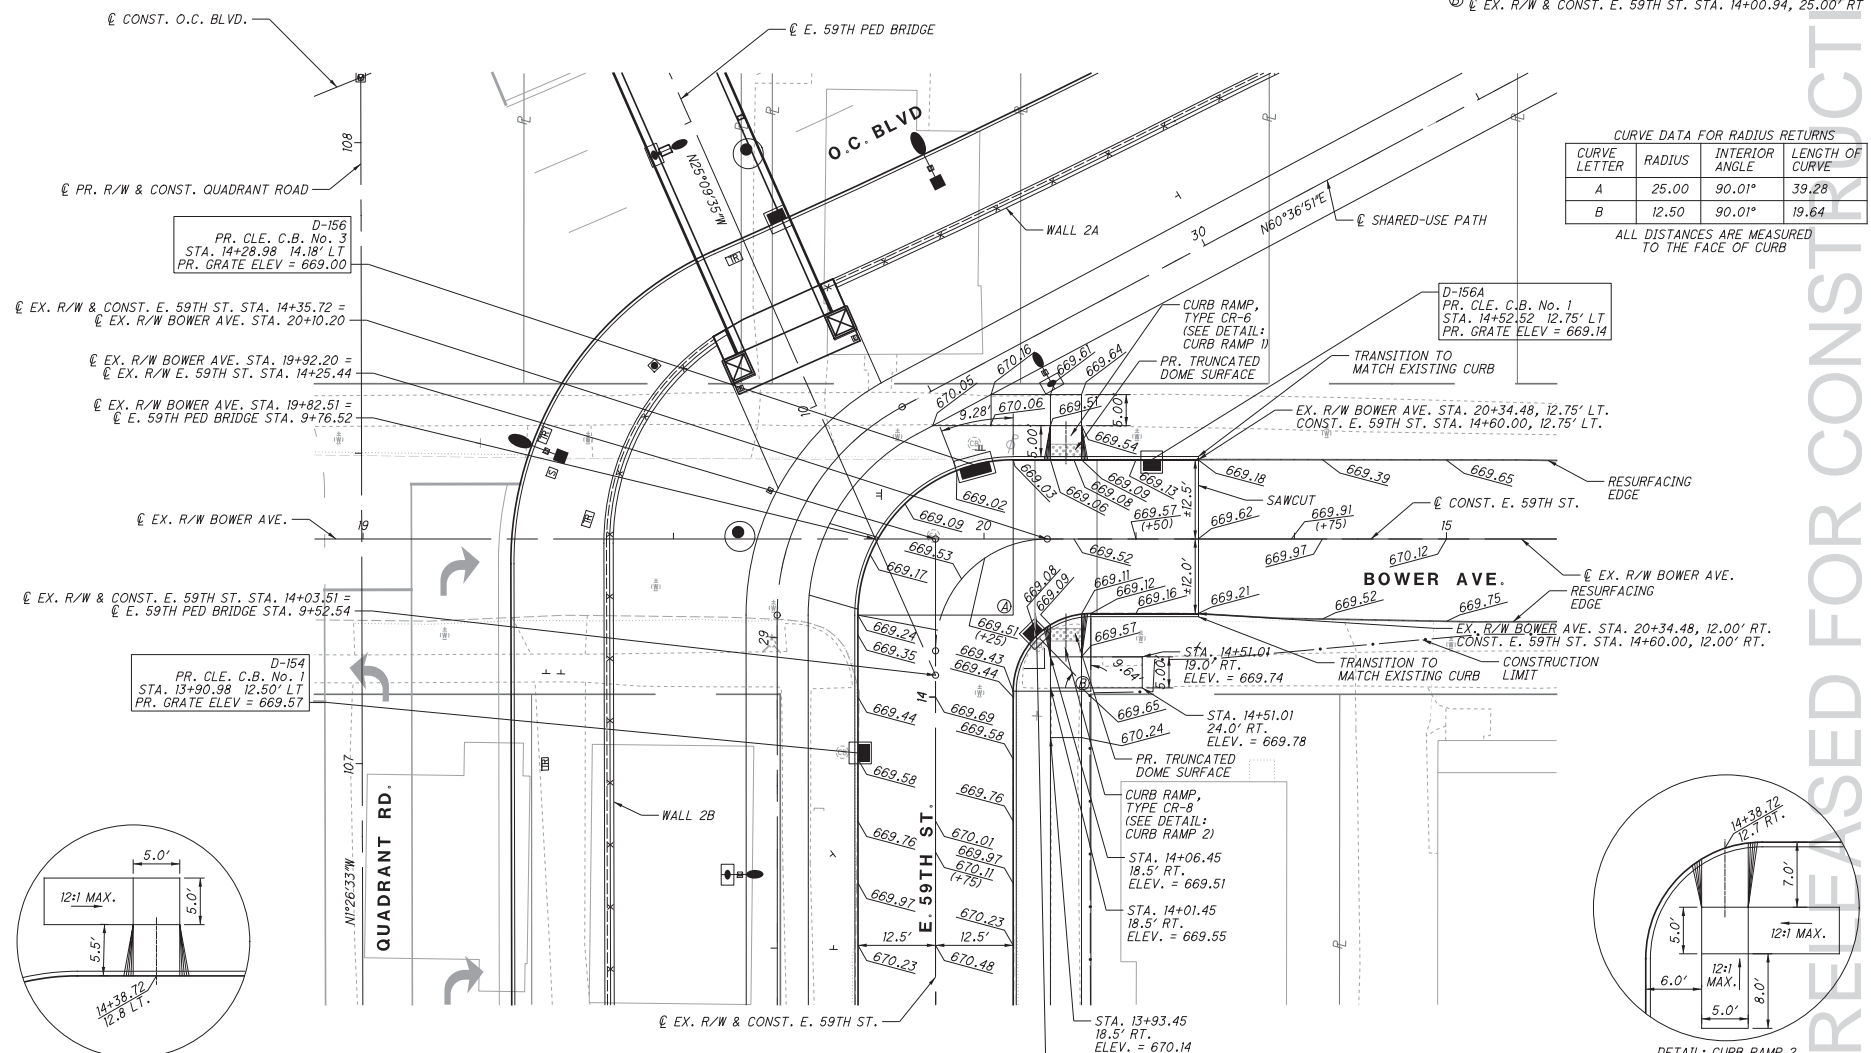 ℄ CONST. O.C. BLVD.
℄ E. 59TH PED BRIDGE
℄ EX. R/W & CONST. E. 59TH ST. STA. 14+00.94, 25.00' RT
108
℄ PR. R/W & CONST. QUADRANT ROAD
N25°09'35"W
O.C. BLVD
WALL 2A
30
N60°36'51"E
℄ SHARED-USE PATH
CURVE DATA FOR RADIUS RETURNS
CURVE LETTER RADIUS INTERIOR ANGLE LENGTH OF CURVE
A 25.00 90.01° 39.28
B 12.50 90.01° 19.64
ALL DISTANCES ARE MEASURED
TO THE FACE OF CURB
D-156
PR. CLE. C.B. No. 3
STA. 14+28.98 14.18' LT
PR. GRATE ELEV = 669.00
℄ EX. R/W & CONST. E. 59TH ST. STA. 14+35.72 =
℄ EX. R/W BOWER AVE. STA. 20+10.20
℄ EX. R/W BOWER AVE. STA. 19+92.20 =
℄ EX. R/W E. 59TH ST. STA. 14+25.44
℄ EX. R/W BOWER AVE. STA. 19+82.51 =
℄ E. 59TH PED BRIDGE STA. 9+76.52
℄ EX. R/W BOWER AVE.
19
℄ EX. R/W & CONST. E. 59TH ST. STA. 14+03.51 =
℄ E. 59TH PED BRIDGE STA. 9+52.54
D-154
PR. CLE. C.B. No. 1
STA. 13+90.98 12.50' LT
PR. GRATE ELEV = 669.57
CURB RAMP,
TYPE CR-6
(SEE DETAIL:
CURB RAMP 1)
PR. TRUNCATED
DOME SURFACE
D-156A
PR. CLE. C.B. No. 1
STA. 14+52.52 12.75' LT
PR. GRATE ELEV = 669.14
TRANSITION TO
MATCH EXISTING CURB
EX. R/W BOWER AVE. STA. 20+34.48, 12.75' LT.
CONST. E. 59TH ST. STA. 14+60.00, 12.75' LT.
10
670.05
670.16
669.61
669.64
9.28'
670.06
669.51
5.00'
5.00'
669.54
669.02
669.03
669.06
669.08
669.09
669.13
669.57
(+50)
±12.5'
669.18
669.39
669.65
RESURFACING
EDGE
SAWCUT
℄ CONST. E. 59TH ST.
669.62
669.91
(+75)
15
669.09
20
669.53
669.17
669.52
669.97
670.12
BOWER AVE.
℄ EX. R/W BOWER AVE.
RESURFACING
EDGE
669.08
669.09
669.11
669.12
669.16
±12.0'
669.21
669.52
669.75
EX. R/W BOWER AVE. STA. 20+34.48, 12.00' RT.
CONST. E. 59TH ST. STA. 14+60.00, 12.00' RT.
CONSTRUCTION
LIMIT
TRANSITION TO
MATCH EXISTING CURB
A
669.51
(+25)
29
669.24
669.35
669.43
669.44
669.57
STA. 14+51.01
19.0' RT.
ELEV. = 669.74
9.64'
5.00'
B
669.65
670.24
STA. 14+51.01
24.0' RT.
ELEV. = 669.78
14
669.44
669.69
669.58
PR. TRUNCATED
DOME SURFACE
107
669.58
669.76
CURB RAMP,
TYPE CR-8
(SEE DETAIL:
CURB RAMP 2)
WALL 2B
QUADRANT RD.
N1°26'33"W
E. 59TH ST.
669.76
670.01
669.97
670.11
(+75)
669.97
670.23
12.5'
12.5'
670.23
670.48
STA. 14+06.45
18.5' RT.
ELEV. = 669.51
STA. 14+01.45
18.5' RT.
ELEV. = 669.55
STA. 13+93.45
18.5' RT.
ELEV. = 670.14
℄ EX. R/W & CONST. E. 59TH ST.
5.0'
12:1 MAX.
5.0'
5.5'
14+38.72
12.8 LT.
14+38.72
12.7 RT.
7.0'
5.0'
12:1 MAX.
12:1
MAX.
6.0'
8.0'
5.0'
DETAIL: CURB RAMP 2
RELEASED FOR CONSTRUCTI